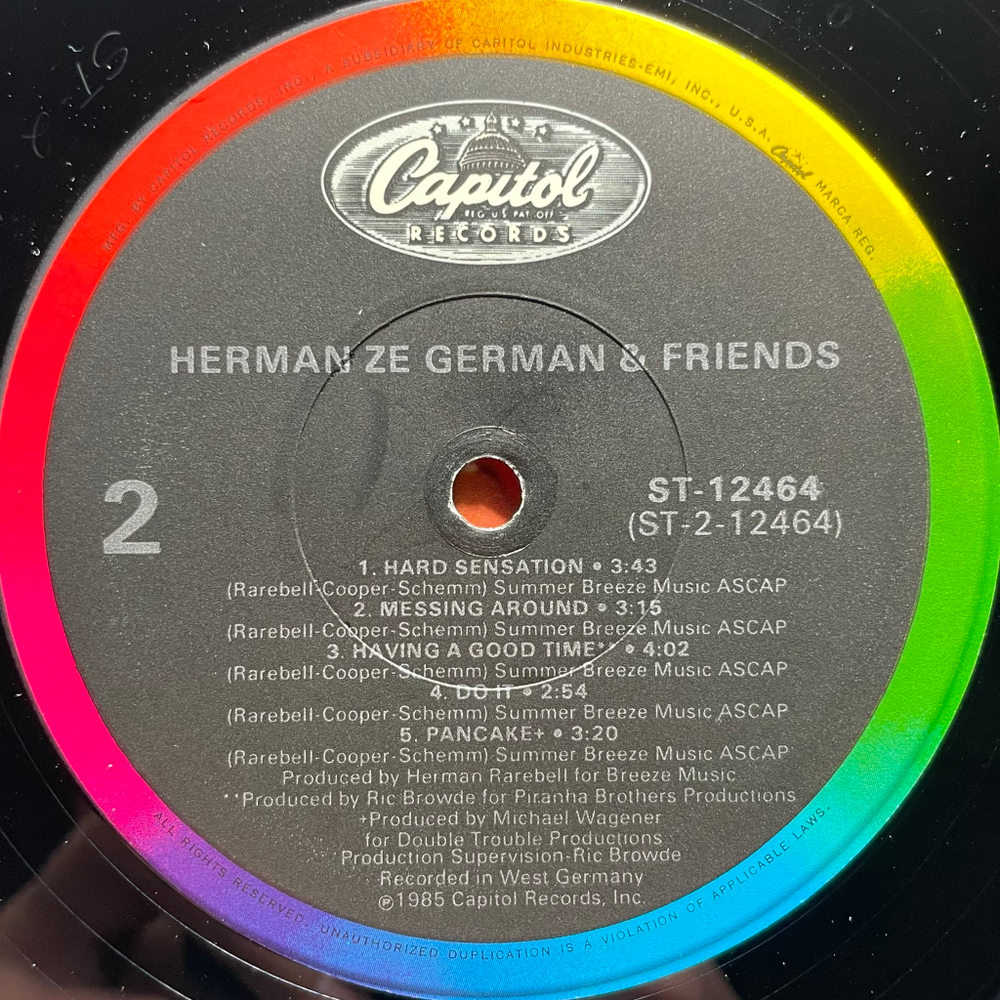 MFG. BY CAPITOL RECORDS, INC., A SUBSIDIARY OF CAPITOL INDUSTRIES-EMI, INC., U.S.A. Capitol MARCA REG.
Capitol
REG U S PAT OFF
RECORDS
HERMAN ZE GERMAN & FRIENDS
2
ST-12464
(ST-2-12464)
1. HARD SENSATION • 3:43
(Rarebell-Cooper-Schemm) Summer Breeze Music ASCAP
2. MESSING AROUND • 3:15
(Rarebell-Cooper-Schemm) Summer Breeze Music ASCAP
3. HAVING A GOOD TIME** • 4:02
(Rarebell-Cooper-Schemm) Summer Breeze Music ASCAP
4. DO IT • 2:54
(Rarebell-Cooper-Schemm) Summer Breeze Music ASCAP
5. PANCAKE+ • 3:20
(Rarebell-Cooper-Schemm) Summer Breeze Music ASCAP
Produced by Herman Rarebell for Breeze Music
**Produced by Ric Browde for Piranha Brothers Productions
+Produced by Michael Wagener
for Double Trouble Productions
Production Supervision-Ric Browde
Recorded in West Germany
℗1985 Capitol Records, Inc.
ALL RIGHTS RESERVED. UNAUTHORIZED DUPLICATION IS A VIOLATION OF APPLICABLE LAWS.